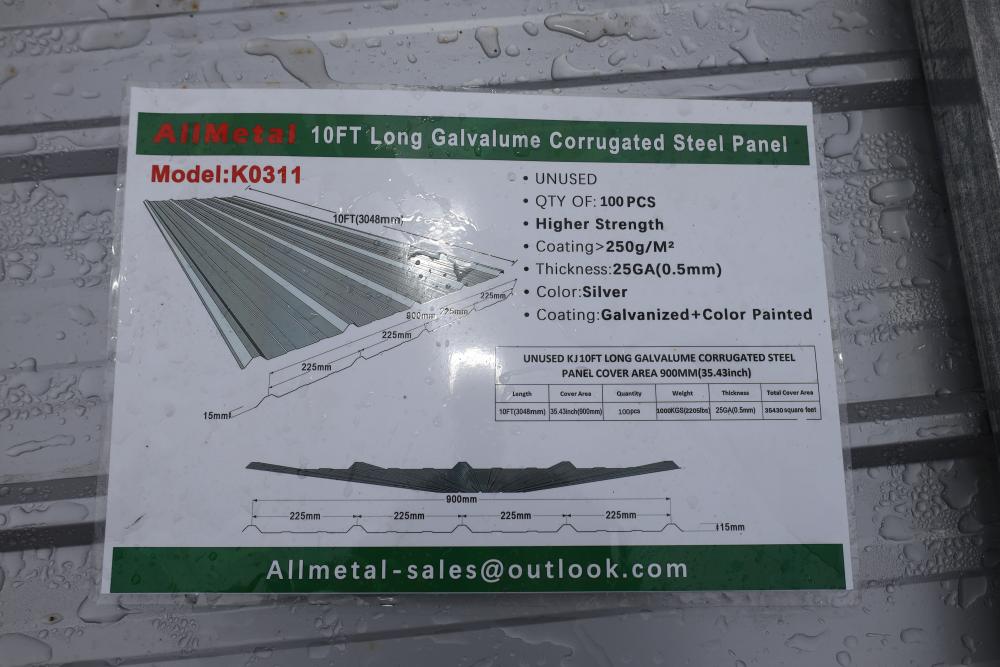 AllMetal 10FT Long Galvalume Corrugated Steel Panel
Model:K0311
• UNUSED
• QTY OF: 100 PCS
• Higher Strength
• Coating>250g/M²
• Thickness:25GA(0.5mm)
• Color:Silver
• Coating:Galvanized+Color Painted
10FT(3048mm)
225mm
225mm
900mm
225mm
225mm
15mm
UNUSED KJ 10FT LONG GALVALUME CORRUGATED STEEL
PANEL COVER AREA 900MM(35.43inch)
Length Cover Area Quantity Weight Thickness Total Cover Area
10FT(3048mm) 35.43inch(900mm) 100pcs 1000KGS(2205lbs) 25GA(0.5mm) 35430 square feet
900mm
225mm 225mm 225mm 225mm
15mm
Allmetal-sales@outlook.com